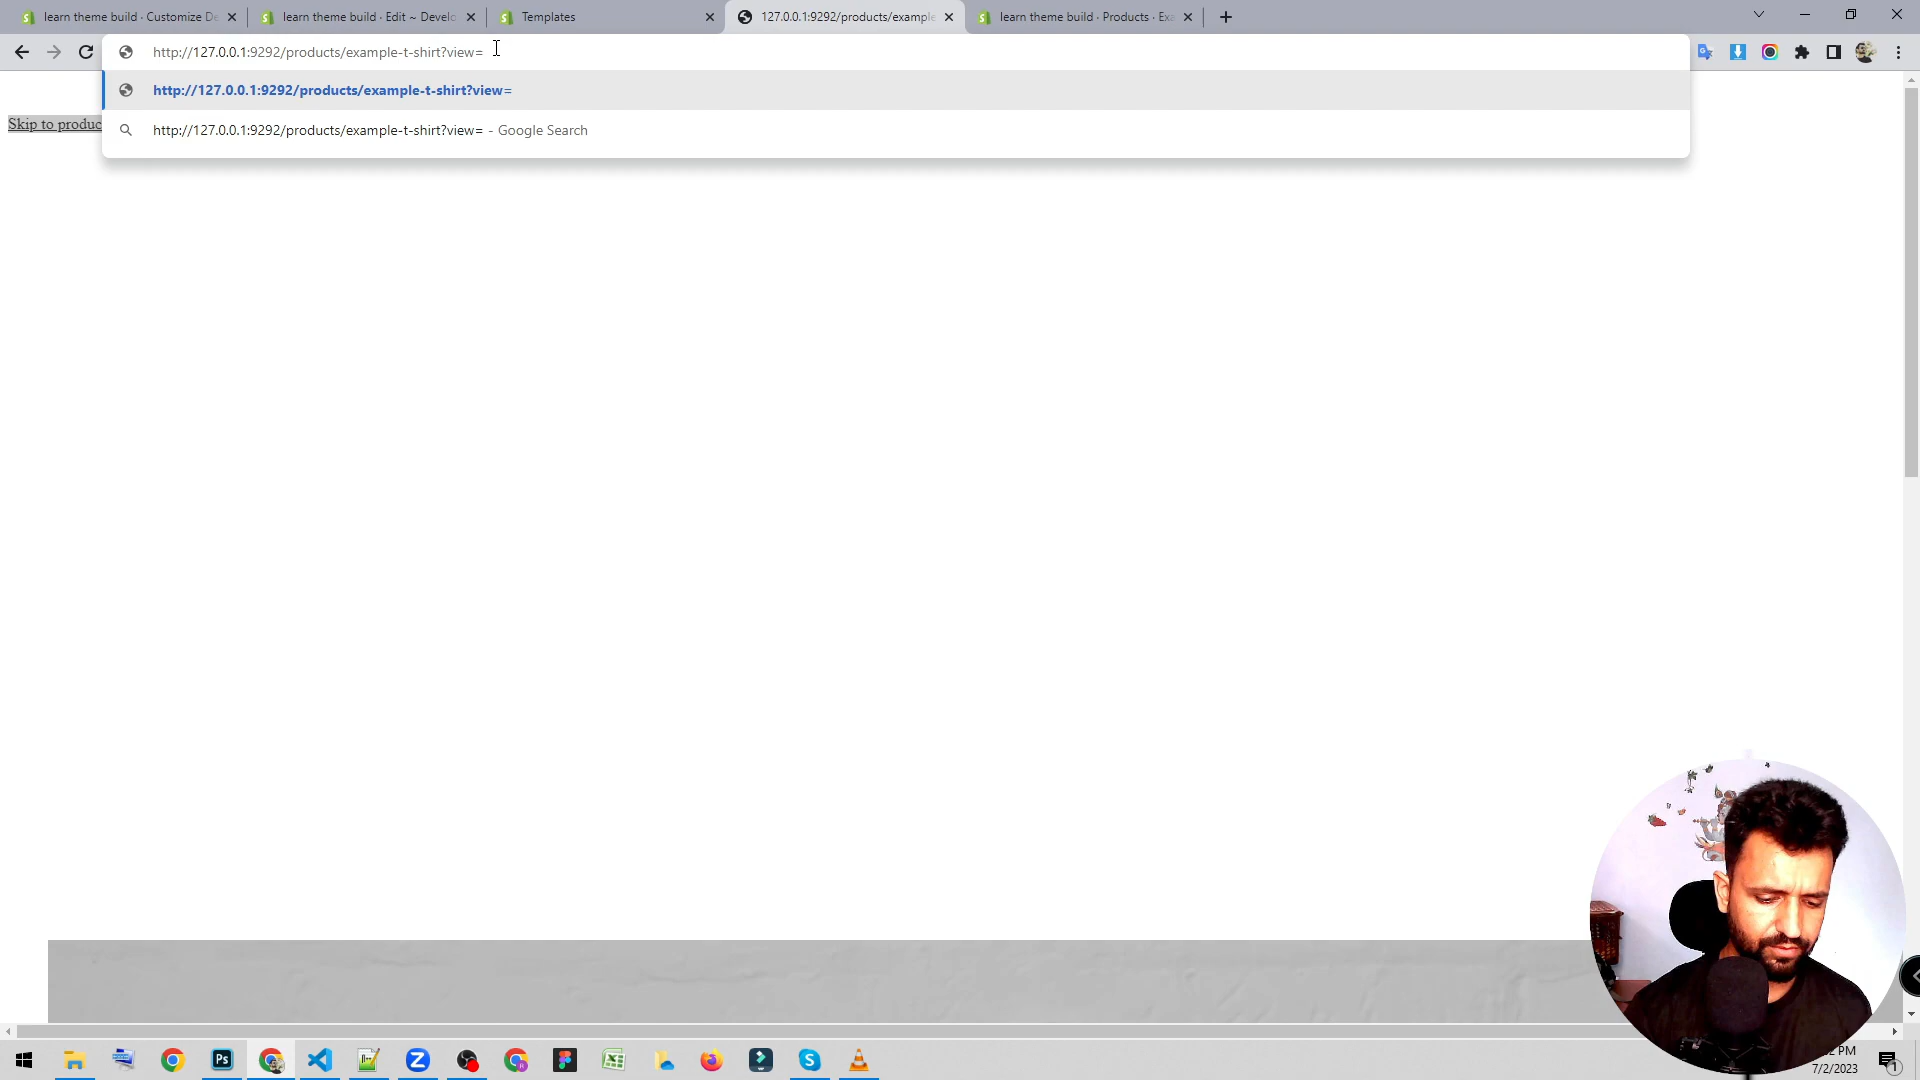 learn theme build · Customize De
learn theme build · Edit ~ Develo
Templates
127.0.0.1:9292/products/example
learn theme build · Products · Exa
http://127.0.0.1:9292/products/example-t-shirt?view=
http://127.0.0.1:9292/products/example-t-shirt?view=
http://127.0.0.1:9292/products/example-t-shirt?view= - Google Search
Skip to produc
PM
7/2/2023